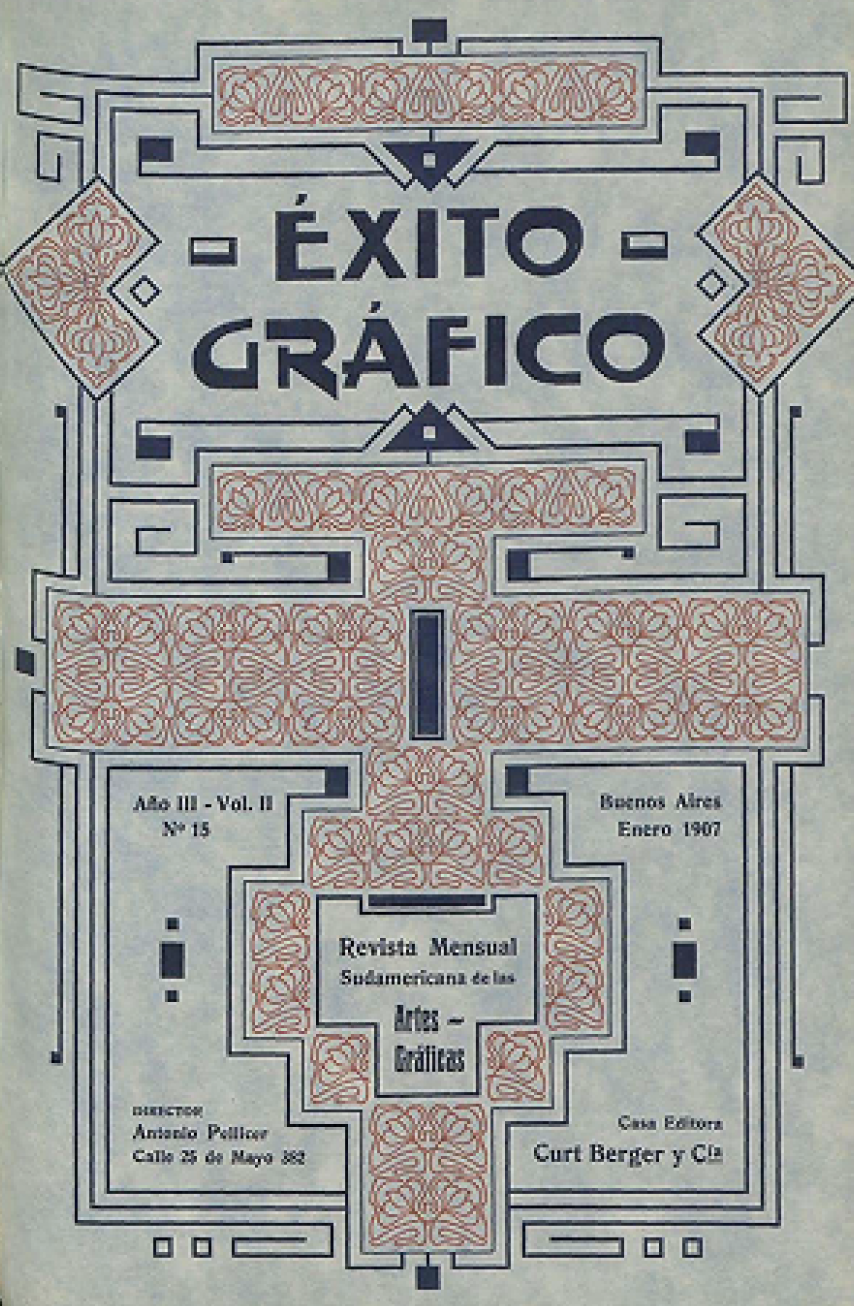 ÉXITO
GRÁFICO
Año III - Vol. II
Nº 15
Buenos Aires
Enero 1907
Revista Mensual
Sudamericana de las
Artes -
Gráficas
DIRECTOR
Antonio Pellicer
Calle 25 de Mayo 382
Casa Editora
Curt Berger y Cía